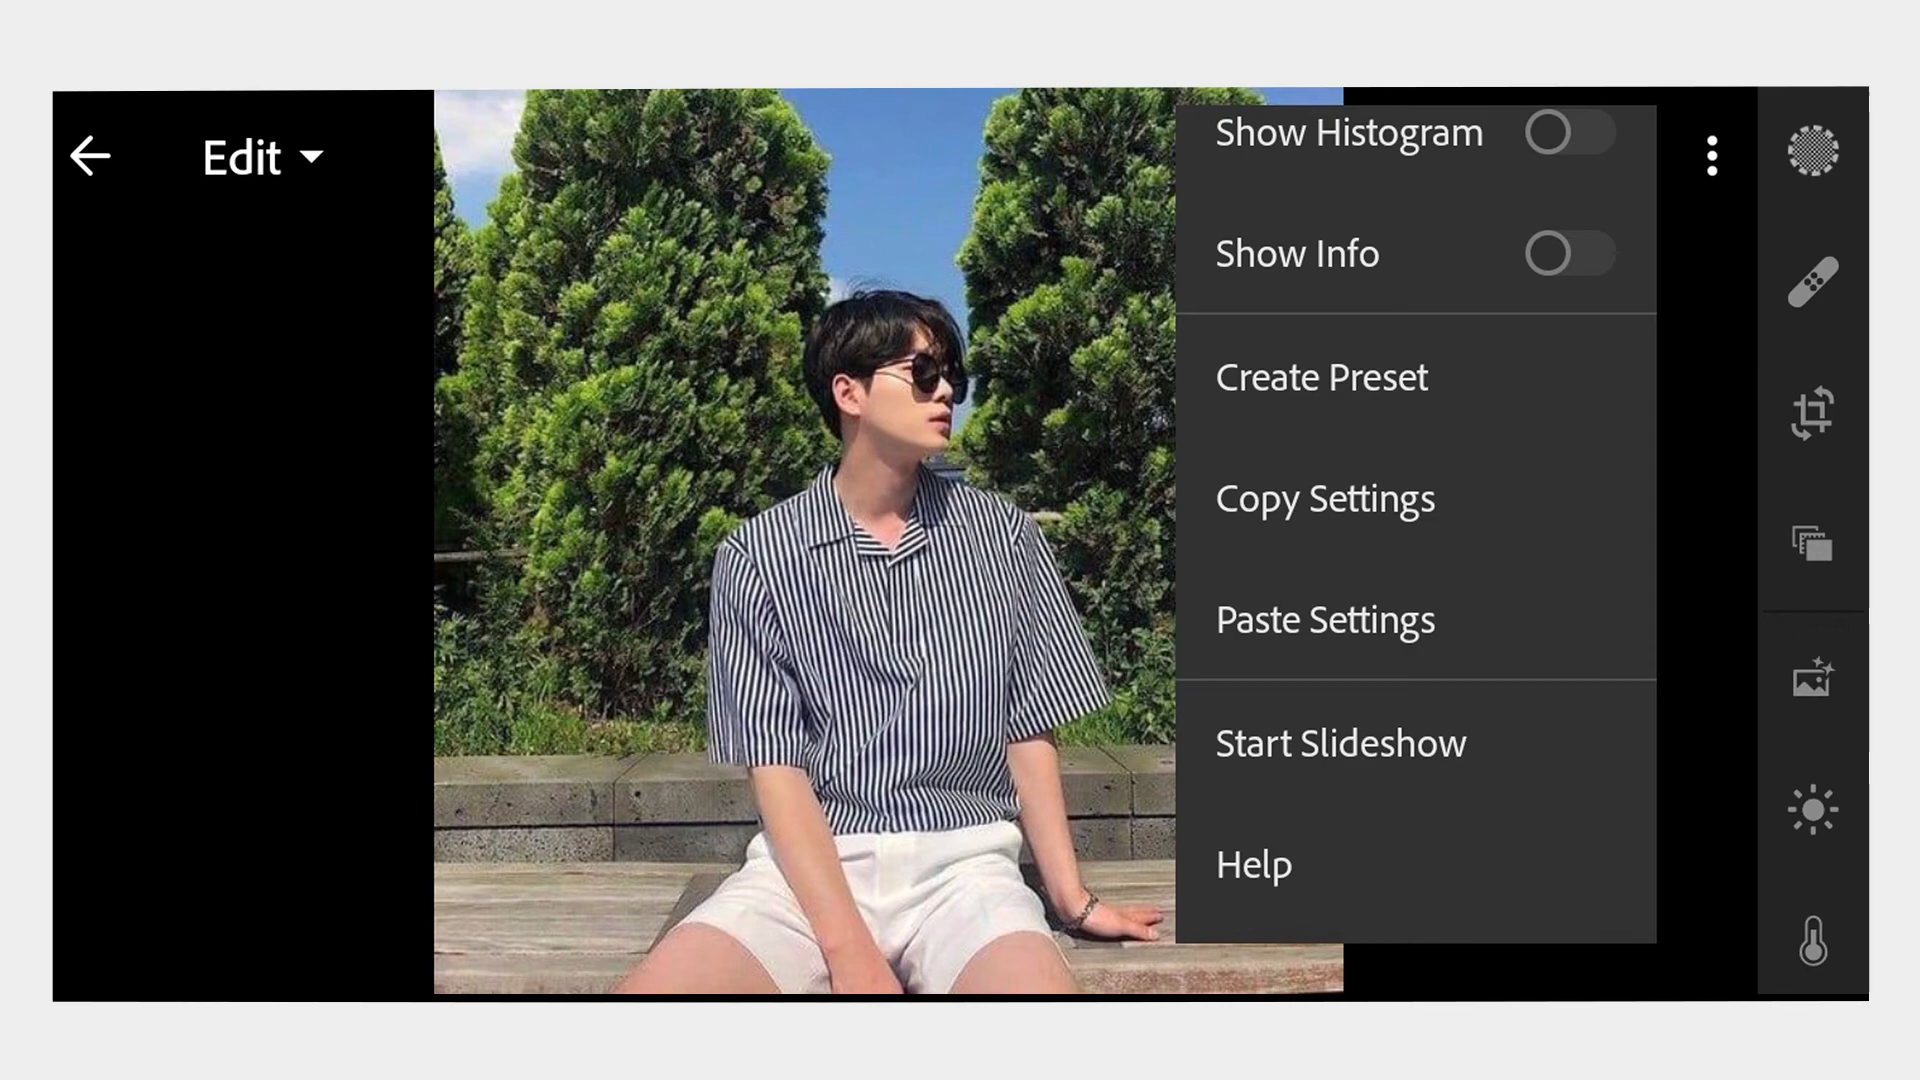 Edit
Show Histogram
Show Info
Create Preset
Copy Settings
Paste Settings
Start Slideshow
Help